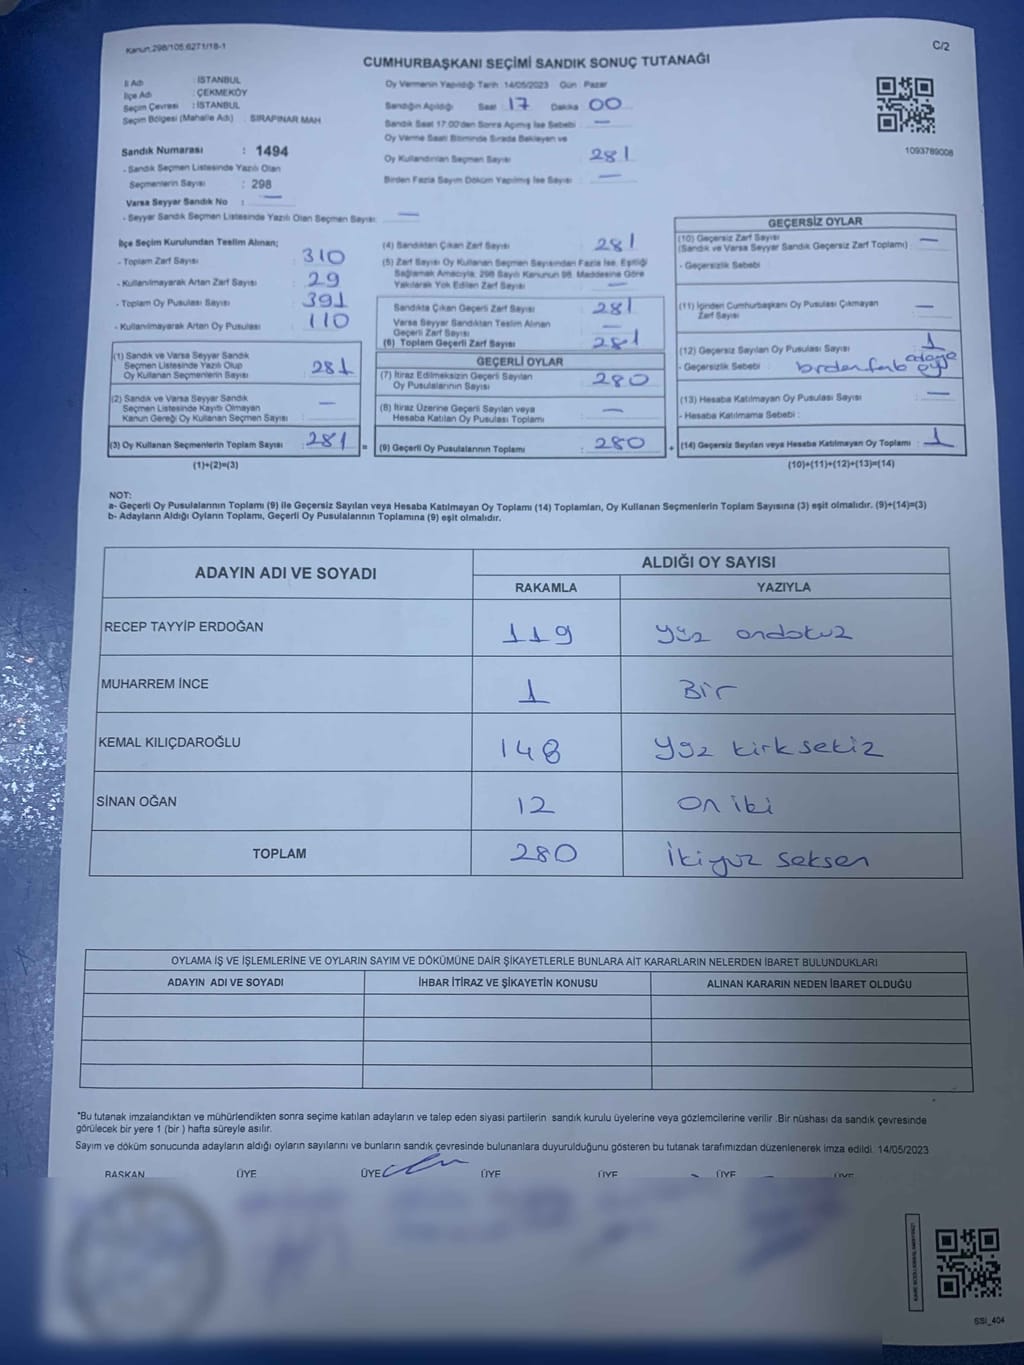 Kanun:298/105,6271/18-1
C/2
CUMHURBAŞKANI SEÇİMİ SANDIK SONUÇ TUTANAĞI
İl Adı : İSTANBUL
İlçe Adı : ÇEKMEKÖY
Seçim Çevresi : İSTANBUL
Seçim Bölgesi (Mahalle Adı) : SIRAPINAR MAH
Sandık Numarası : 1494
- Sandık Seçmen Listesinde Yazılı Olan
Seçmenlerin Sayısı : 298
Varsa Seyyar Sandık No : —
- Seyyar Sandık Seçmen Listesinde Yazılı Olan Seçmen Sayısı: —
Oy Vermenin Yapıldığı Tarih: 14/05/2023 Gün: Pazar
Sandığın Açıldığı Saat 17 Dakika 00
Sandık Saat 17:00'den Sonra Açımış İse Sebebi : —
Oy Verme Saati Bitiminde Sırada Bekleyen ve
Oy Kullandırılan Seçmen Sayısı 281
Birden Fazla Sayım Döküm Yapılmış İse Sayısı : —
1093789008
İlçe Seçim Kurulundan Teslim Alınan;
- Toplam Zarf Sayısı : 310
- Kullanılmayarak Artan Zarf Sayısı : 29
- Toplam Oy Pusulası Sayısı : 391
- Kullanılmayarak Artan Oy Pusulası : 110
(1) Sandık ve Varsa Seyyar Sandık
Seçmen Listesinde Yazılı Olup
Oy Kullanan Seçmenlerin Sayısı : 281
(2) Sandık ve Varsa Seyyar Sandık
Seçmen Listesinde Kayıtlı Olmayan
Kanun Gereği Oy Kullanan Seçmen Sayısı : —
(3) Oy Kullanan Seçmenlerin Toplam Sayısı : 281 =
(1)+(2)=(3)
(4) Sandıktan Çıkan Zarf Sayısı : 281
(5) Zarf Sayısı Oy Kullanan Seçmen Sayısından Fazla İse, Eşitliği
Sağlamak Amacıyla, 298 Sayılı Kanunun 98. Maddesine Göre
Yakılarak Yok Edilen Zarf Sayısı : —
Sandıkta Çıkan Geçerli Zarf Sayısı : 281
Varsa Seyyar Sandıktan Teslim Alınan
Geçerli Zarf Sayısı : —
(6) Toplam Geçerli Zarf Sayısı : 281
GEÇERLİ OYLAR
(7) İtiraz Edilmeksizin Geçerli Sayılan
Oy Pusulalarının Sayısı : 280
(8) İtiraz Üzerine Geçerli Sayılan veya
Hesaba Katılan Oy Pusulası Toplamı : —
(9) Geçerli Oy Pusulalarının Toplamı : 280 +
GEÇERSİZ OYLAR
(10) Geçersiz Zarf Sayısı : —
(Sandık ve Varsa Seyyar Sandık Geçersiz Zarf Toplamı)
- Geçersizlik Sebebi
(11) İçinden Cumhurbaşkanı Oy Pusulası Çıkmayan
Zarf Sayısı : —
(12) Geçersiz Sayılan Oy Pusulası Sayısı : 1
- Geçersizlik Sebebi : adaya oy
(13) Hesaba Katılmayan Oy Pusulası Sayısı : —
- Hesaba Katılmama Sebebi :
(14) Geçersiz Sayılan veya Hesaba Katılmayan Oy Toplamı : 1
(10)+(11)+(12)+(13)=(14)
NOT:
a- Geçerli Oy Pusulalarının Toplamı (9) ile Geçersiz Sayılan veya Hesaba Katılmayan Oy Toplamı (14) Toplamları, Oy Kullanan Seçmenlerin Toplam Sayısına (3) eşit olmalıdır. (9)+(14)=(3)
b- Adayların Aldığı Oyların Toplamı, Geçerli Oy Pusulalarının Toplamına (9) eşit olmalıdır.
ADAYIN ADI VE SOYADI
ALDIĞI OY SAYISI
RAKAMLA YAZIYLA
RECEP TAYYİP ERDOĞAN 119 yüz ondokuz
MUHARREM İNCE 1 Bir
KEMAL KILIÇDAROĞLU 148 Yüz kirksekiz
SİNAN OĞAN 12 On iki
TOPLAM 280 İkiyuz seksen
OYLAMA İŞ VE İŞLEMLERİNE VE OYLARIN SAYIM VE DÖKÜMÜNE DAİR ŞİKAYETLERLE BUNLARA AİT KARARLARIN NELERDEN İBARET BULUNDUKLARI
ADAYIN ADI VE SOYADI İHBAR İTİRAZ VE ŞİKAYETİN KONUSU ALINAN KARARIN NEDEN İBARET OLDUĞU
"Bu tutanak imzalandıktan ve mühürlendikten sonra seçime katılan adayların ve talep eden siyasi partilerin sandık kurulu üyelerine veya gözlemcilerine verilir .Bir nüshası da sandık çevresinde
görülecek bir yere 1 (bir ) hafta süreyle asılır.
Sayım ve döküm sonucunda adayların aldığı oyların sayılarını ve bunların sandık çevresinde bulunanlara duyurulduğunu gösteren bu tutanak tarafımızdan düzenlenerek imza edildi. 14/05/2023
BAŞKAN ÜYE ÜYE ÜYE ÜYE ÜYE ÜYE
SSI_404